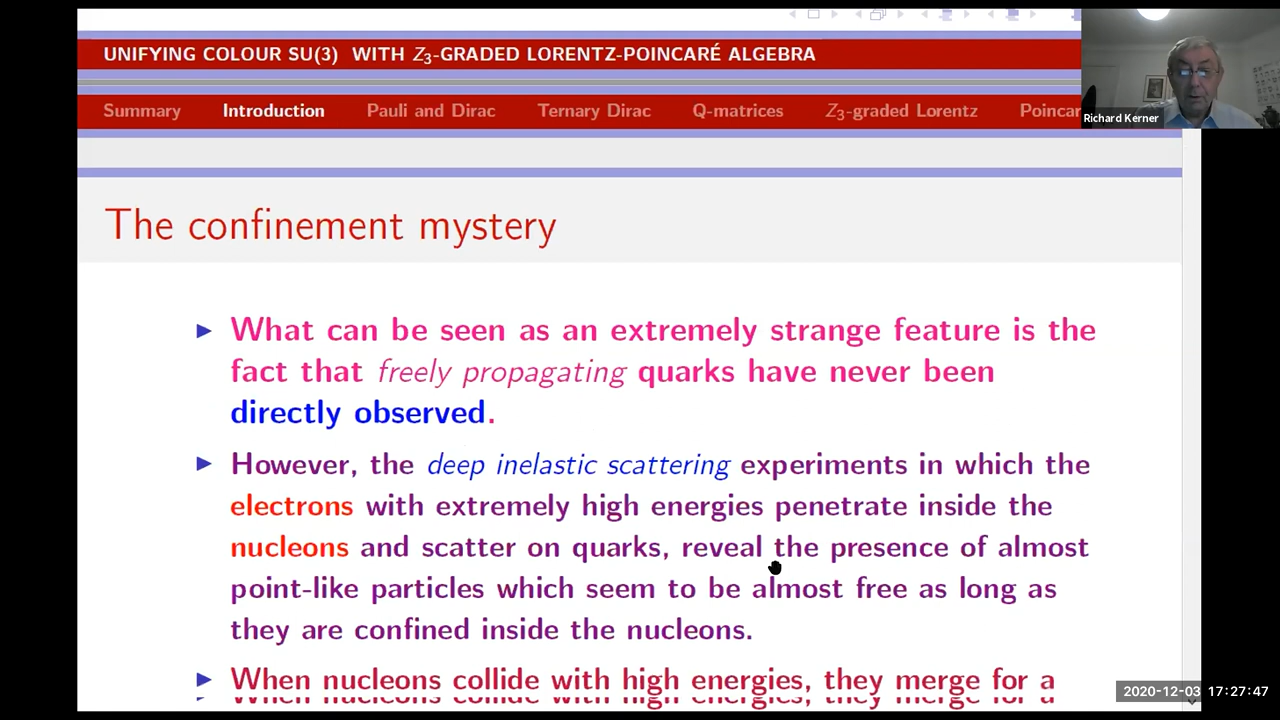 UNIFYING COLOUR SU(3) WITH Z₃-GRADED LORENTZ-POINCARÉ ALGEBRA
Summary Introduction Pauli and Dirac Ternary Dirac Q-matrices Z₃-graded Lorentz Poincar
Richard Kerner
The confinement mystery
► What can be seen as an extremely strange feature is the
fact that freely propagating quarks have never been
directly observed.
► However, the deep inelastic scattering experiments in which the
electrons with extremely high energies penetrate inside the
nucleons and scatter on quarks, reveal the presence of almost
point-like particles which seem to be almost free as long as
they are confined inside the nucleons.
► When nucleons collide with high energies, they merge for a
2020-12-03 17:27:47